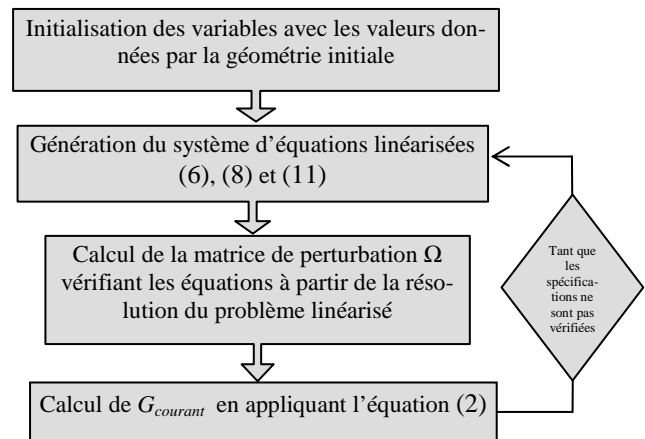 Initialisation des variables avec les valeurs don-
nées par la géométrie initiale
Génération du système d'équations linéarisées
(6), (8) et (11)
Calcul de la matrice de perturbation Ω
vérifiant les équations à partir de la réso-
lution du problème linéarisé
Tant que
les
spécifica-
tions ne
sont pas
vérifiées
Calcul de Gcourant en appliquant l'équation (2)